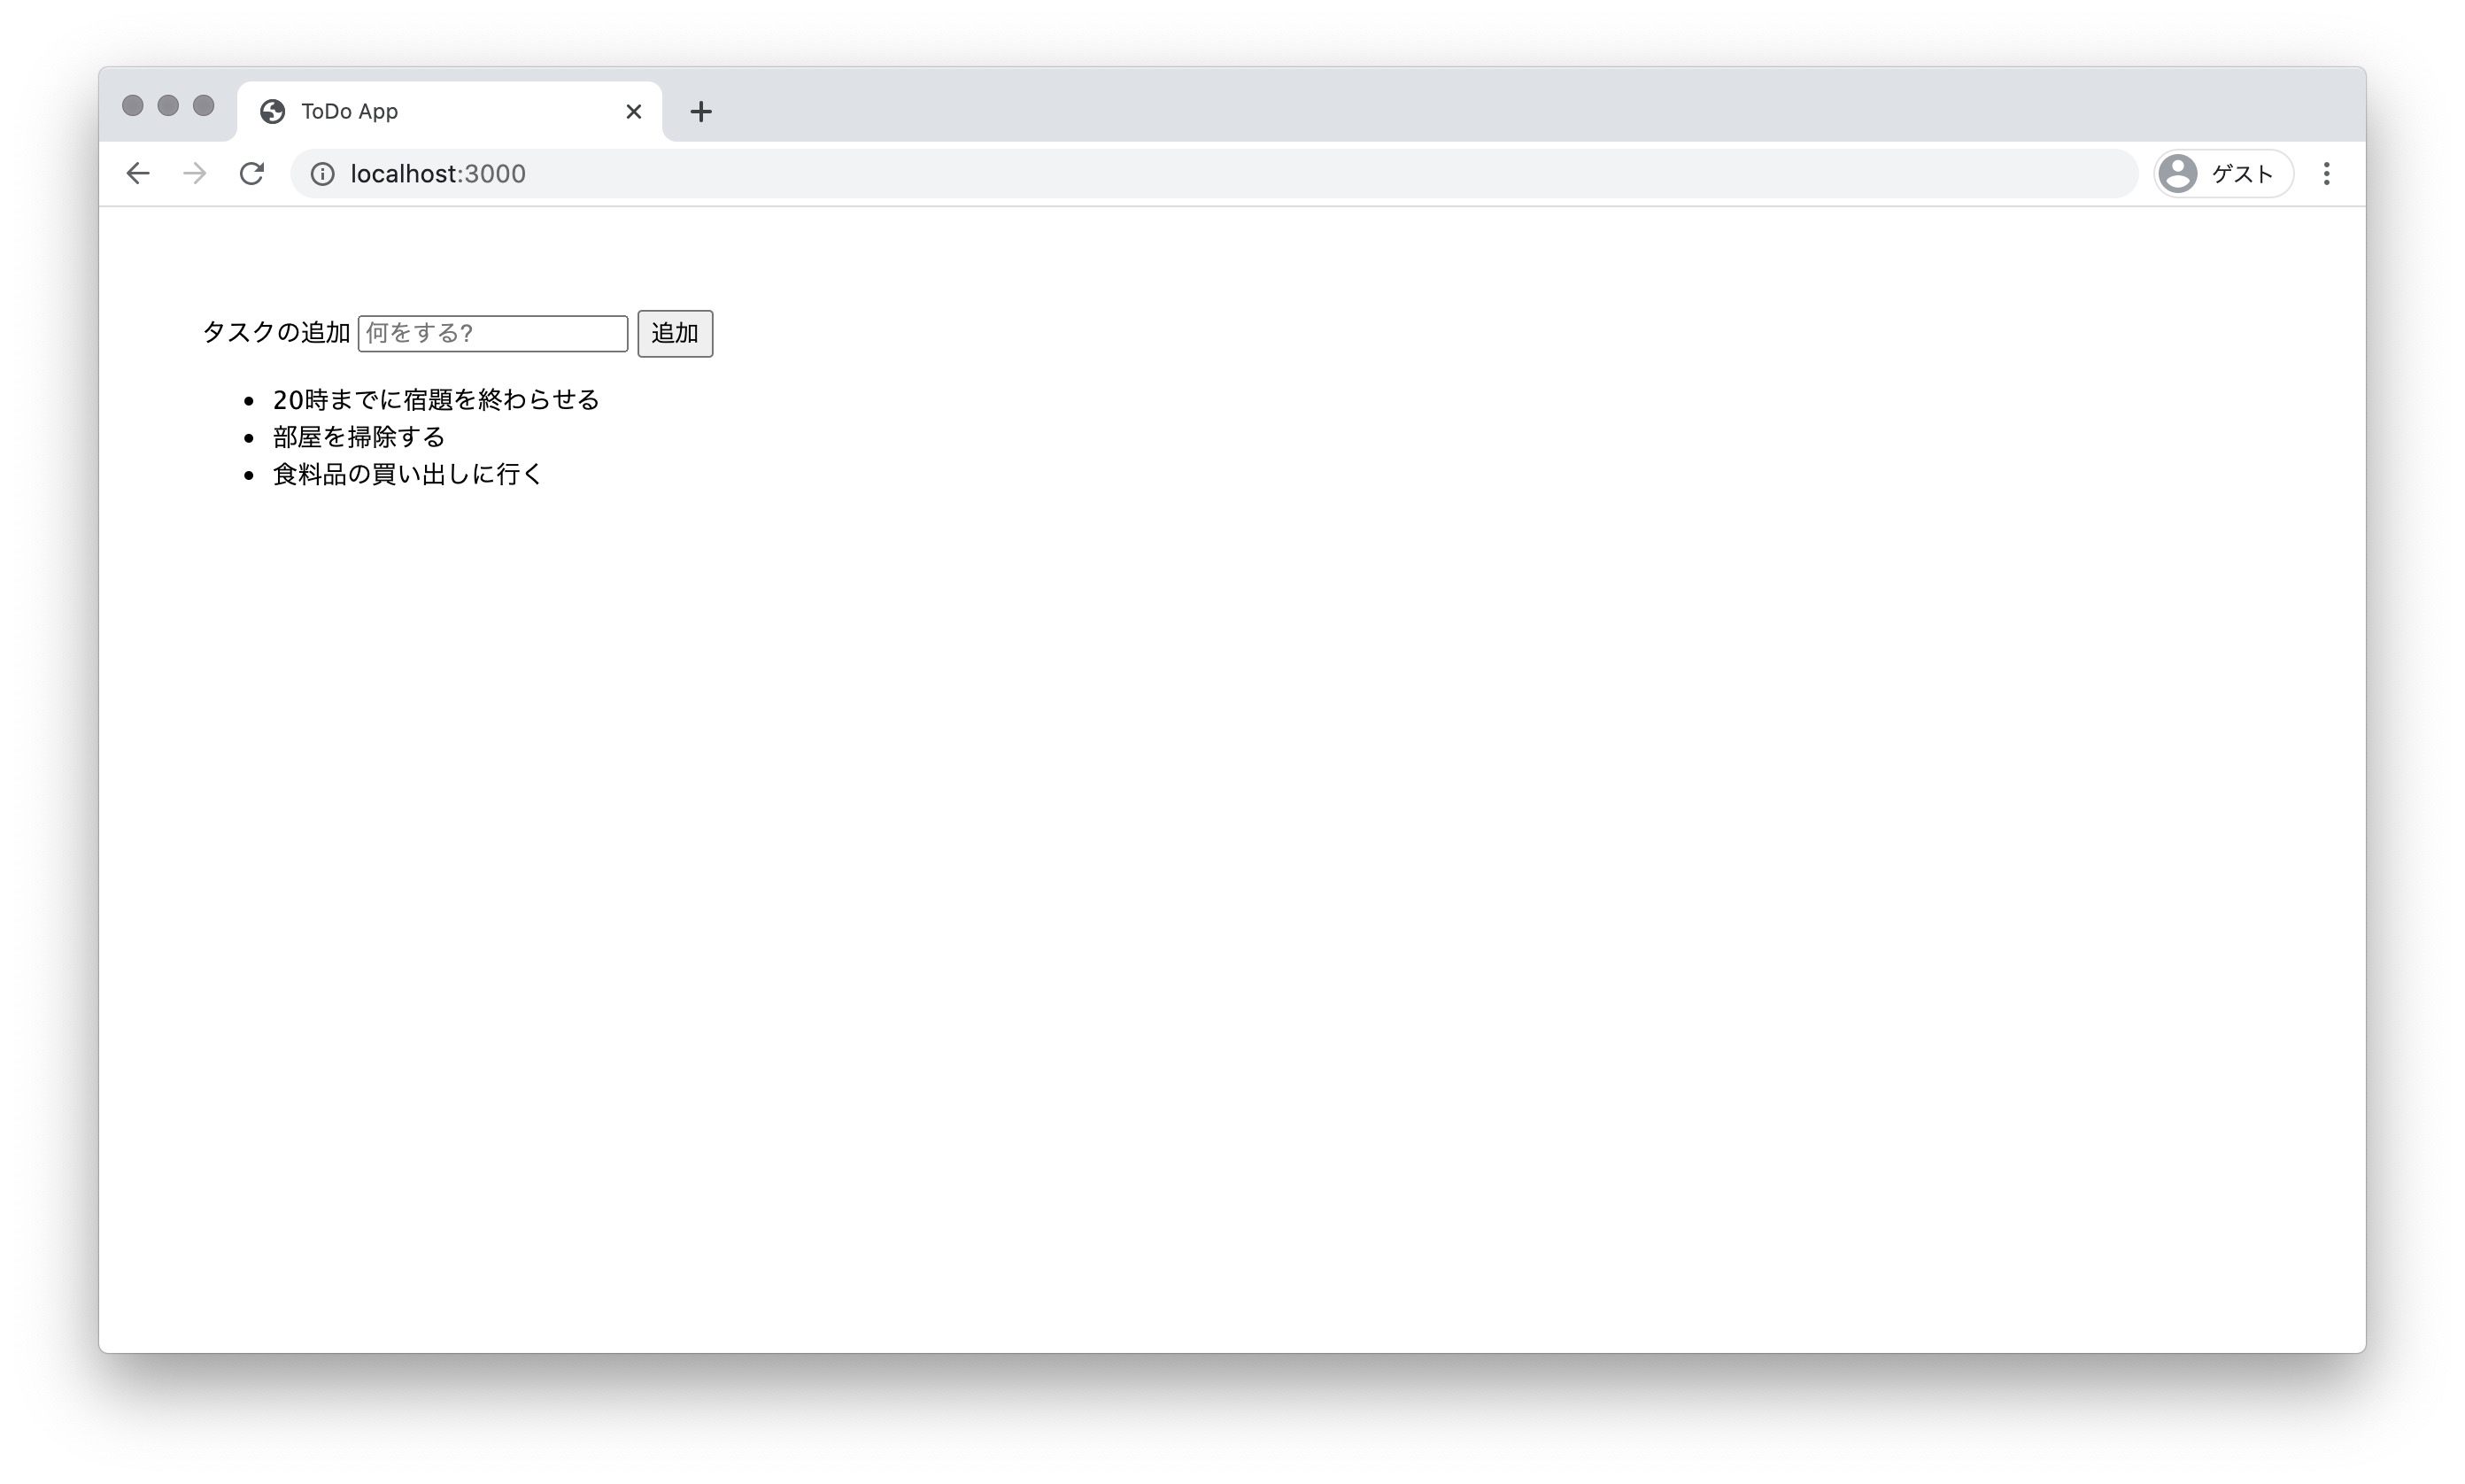 ToDo App
localhost:3000
ゲスト
タスクの追加 何をする? 追加
• 20時までに宿題を終わらせる
• 部屋を掃除する
• 食料品の買い出しに行く